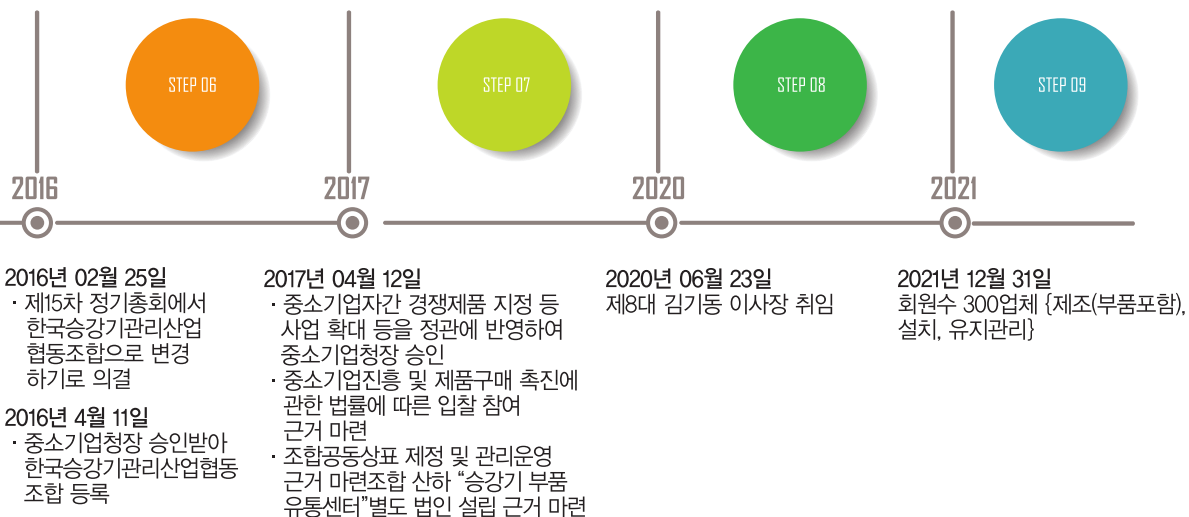 STEP 06
STEP 07
STEP 08
STEP 09
2016
2017
2020
2021
2016년 02월 25일
· 제15차 정기총회에서
한국승강기관리산업
협동조합으로 변경
하기로 의결
2016년 4월 11일
· 중소기업청장 승인받아
한국승강기관리산업협동
조합 등록
2017년 04월 12일
· 중소기업자간 경쟁제품 지정 등
사업 확대 등을 정관에 반영하여
중소기업청장 승인
· 중소기업진흥 및 제품구매 촉진에
관한 법률에 따른 입찰 참여
근거 마련
· 조합공동상표 제정 및 관리운영
근거 마련조합 산하 “승강기 부품
유통센터”별도 법인 설립 근거 마련
2020년 06월 23일
제8대 김기동 이사장 취임
2021년 12월 31일
회원수 300업체 {제조(부품포함),
설치, 유지관리}